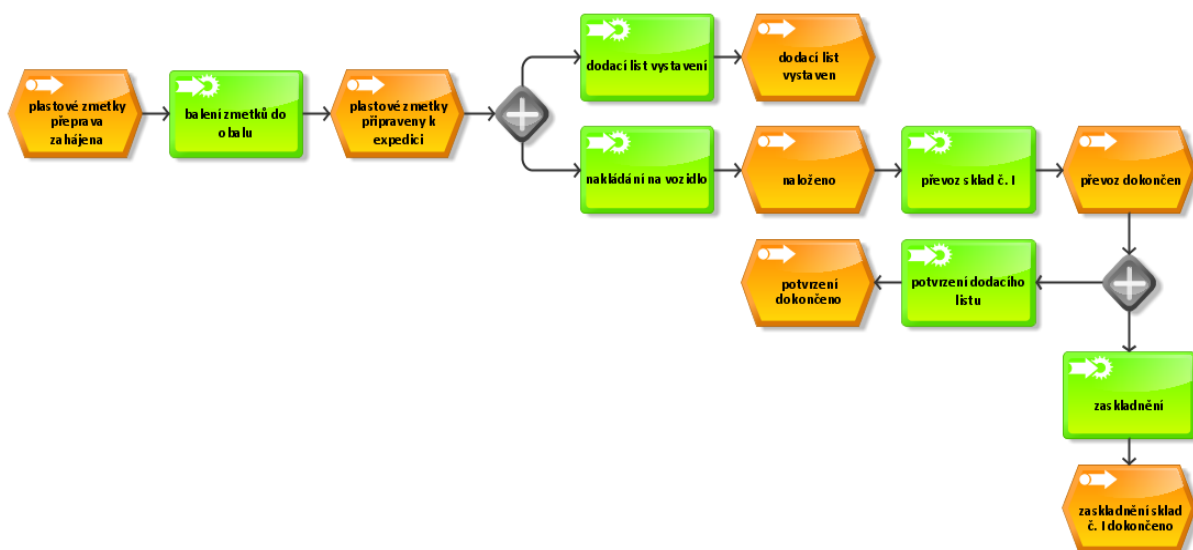 plastové zmetky
přeprava
zahájena
balení zmetků do
obalu
plastové zmetky
připraveny k
expedici
dodací list vystavení
dodací list
vystaven
nakládání na vozidlo
naloženo
převoz sklad č. I
převoz dokončen
potvrzení
dokončeno
potvrzení dodacího
listu
zaskladnění
zaskladnění sklad
č. I dokončeno